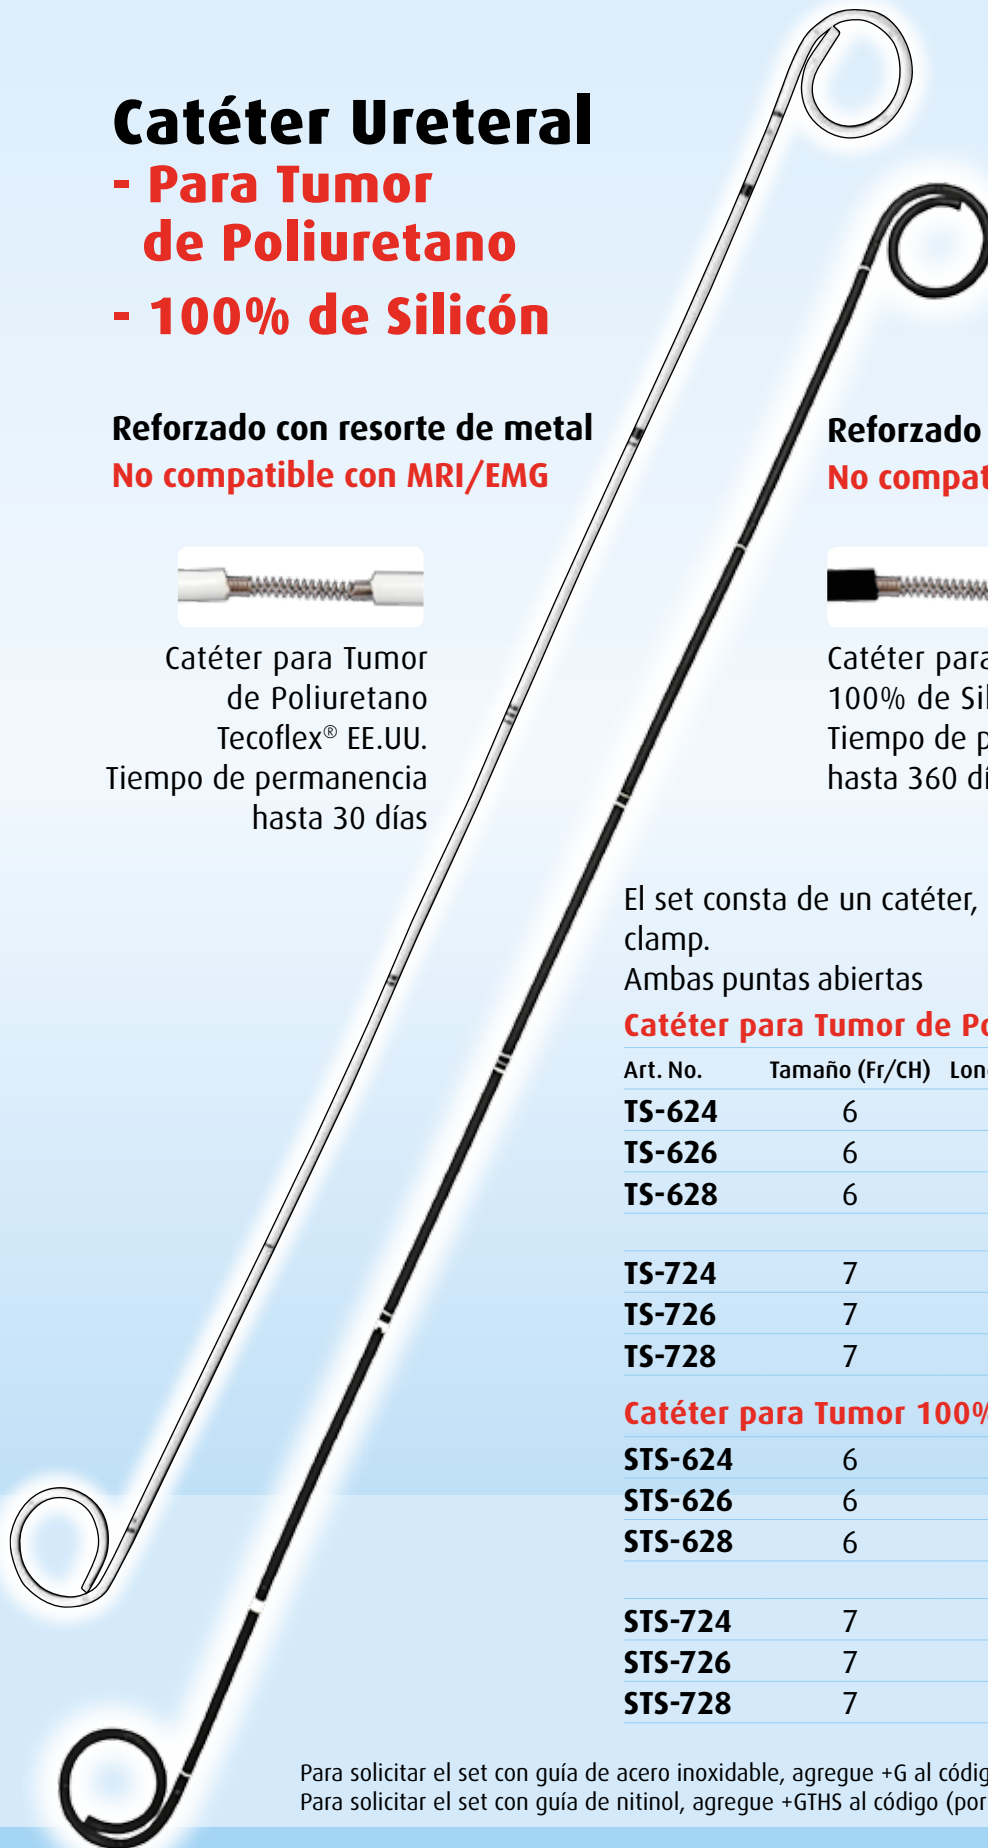 Catéter Ureteral
- Para Tumor
de Poliuretano
- 100% de Silicón
Reforzado con resorte de metal
No compatible con MRI/EMG
Catéter para Tumor
de Poliuretano
Tecoflex® EE.UU.
Tiempo de permanencia
hasta 30 días
Reforzado
No compat
Catéter para
100% de Sil
Tiempo de p
hasta 360 dí
El set consta de un catéter,
clamp.
Ambas puntas abiertas
Catéter para Tumor de Po
Art. No. Tamaño (Fr/CH) Lon
TS-624 6
TS-626 6
TS-628 6
TS-724 7
TS-726 7
TS-728 7
Catéter para Tumor 100%
STS-624 6
STS-626 6
STS-628 6
STS-724 7
STS-726 7
STS-728 7
Para solicitar el set con guía de acero inoxidable, agregue +G al códig
Para solicitar el set con guía de nitinol, agregue +GTHS al código (por